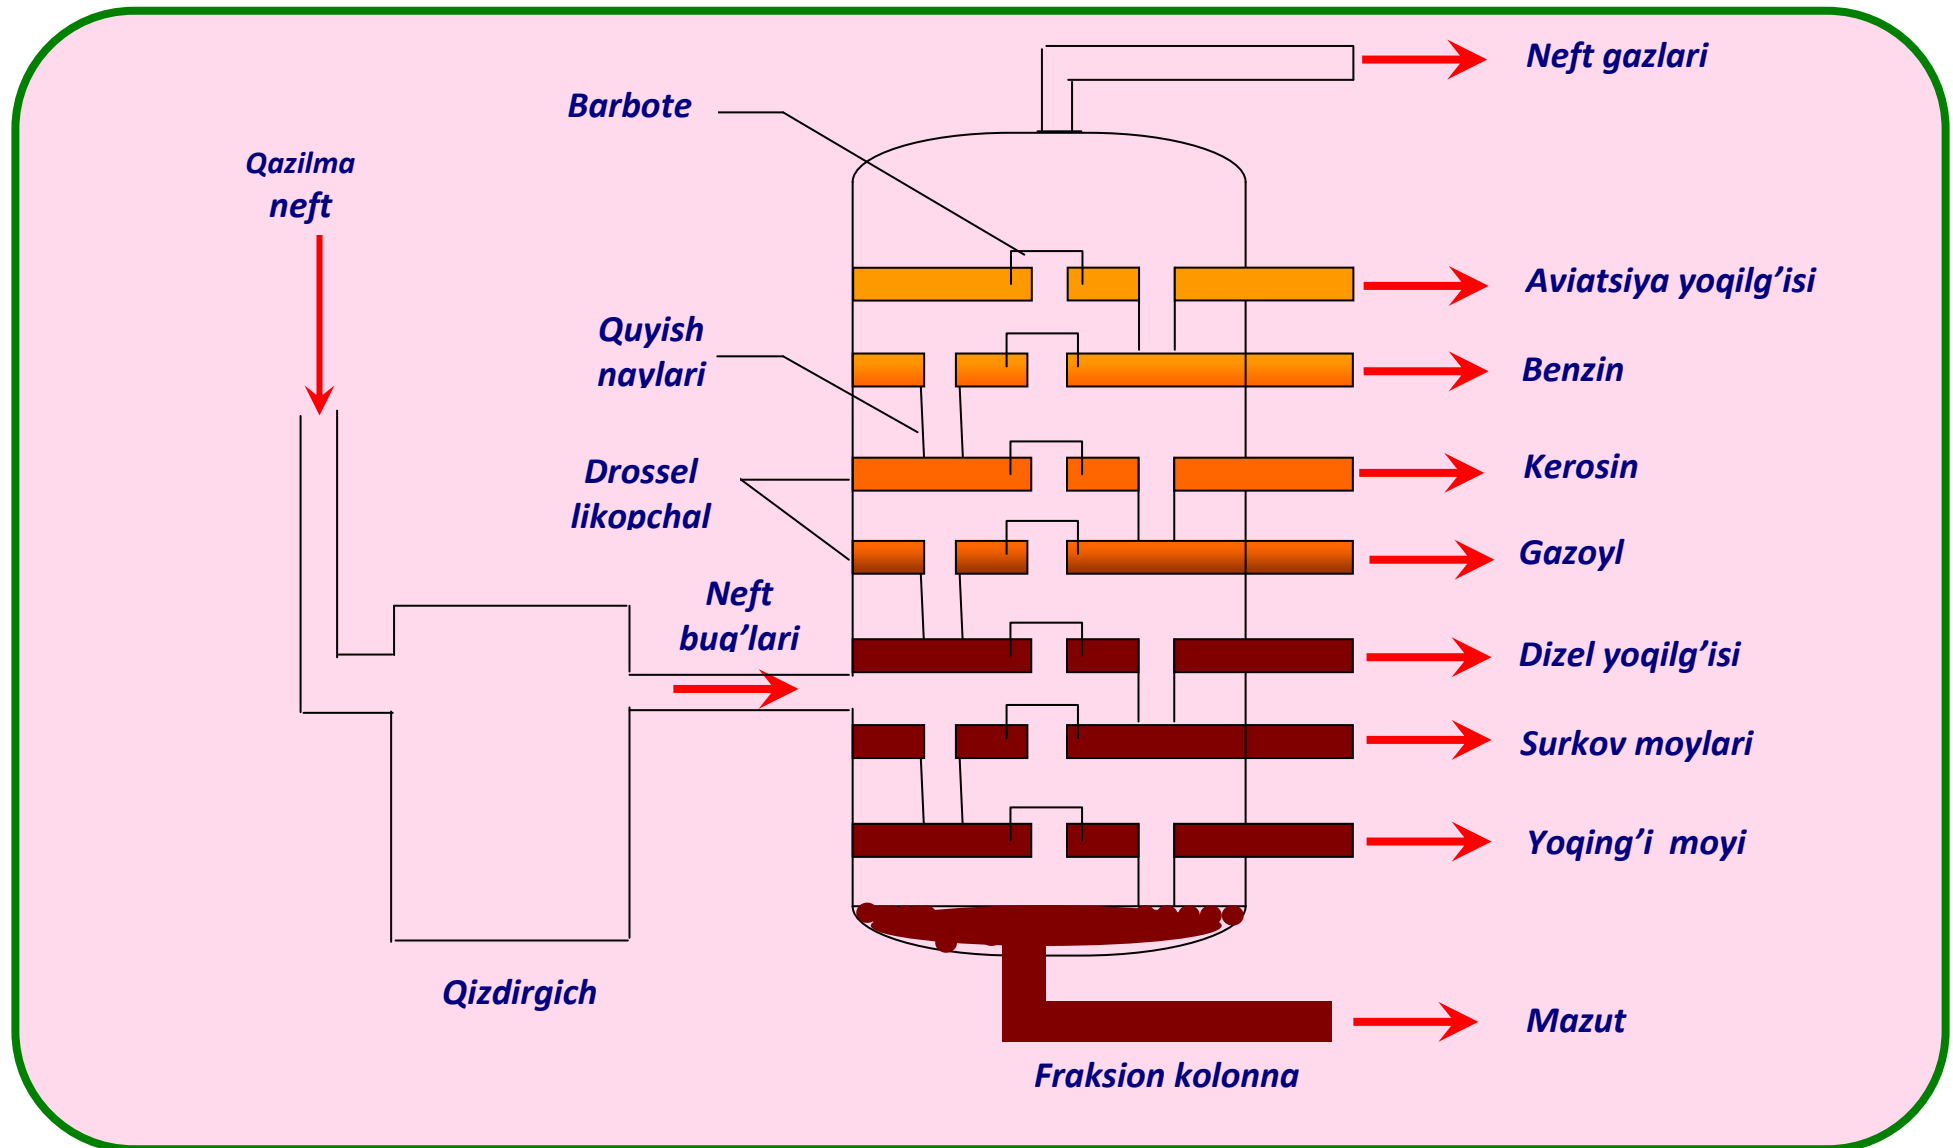 Neft gazlari
Barbote
Qazilma
neft
Aviatsiya yoqilg’isi
Quyish
naylari
Benzin
Drossel
likopchal
Kerosin
Gazoyl
Neft
bug’lari
Dizel yoqilg’isi
Surkov moylari
Yoqing’i moyi
Qizdirgich
Mazut
Fraksion kolonna